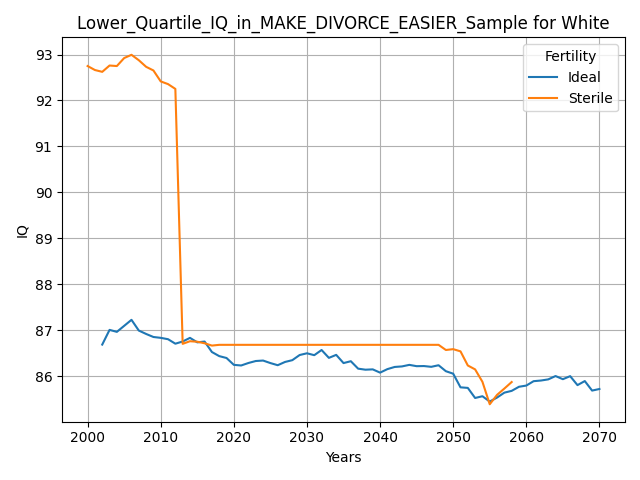 Lower_Quartile_IQ_in_MAKE_DIVORCE_EASIER_Sample for White
Fertility
Ideal
Sterile
93
92
91
90
89
88
87
86
IQ
2000 2010 2020 2030 2040 2050 2060 2070
Years